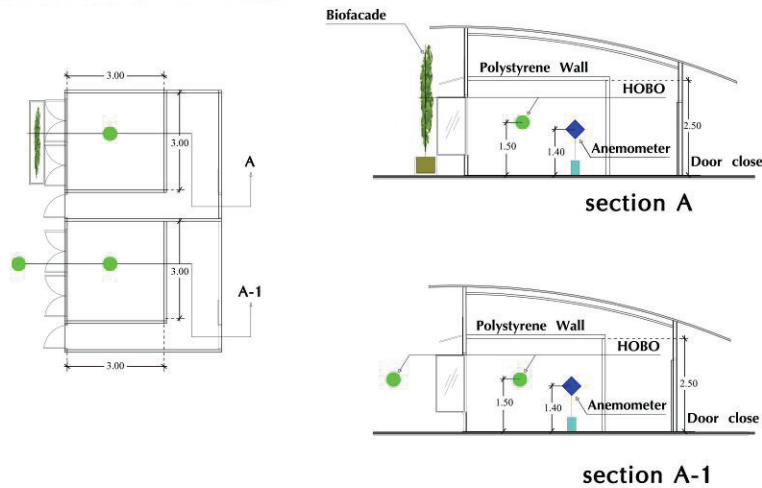 3.00
3.00
A
3.00
A-1
3.00
Biofacade
Polystyrene Wall
HOBO
2.50
1.50
1.40
Anemometer
Door close
section A
Polystyrene Wall
HOBO
2.50
1.50
1.40
Anemometer
Door close
section A-1